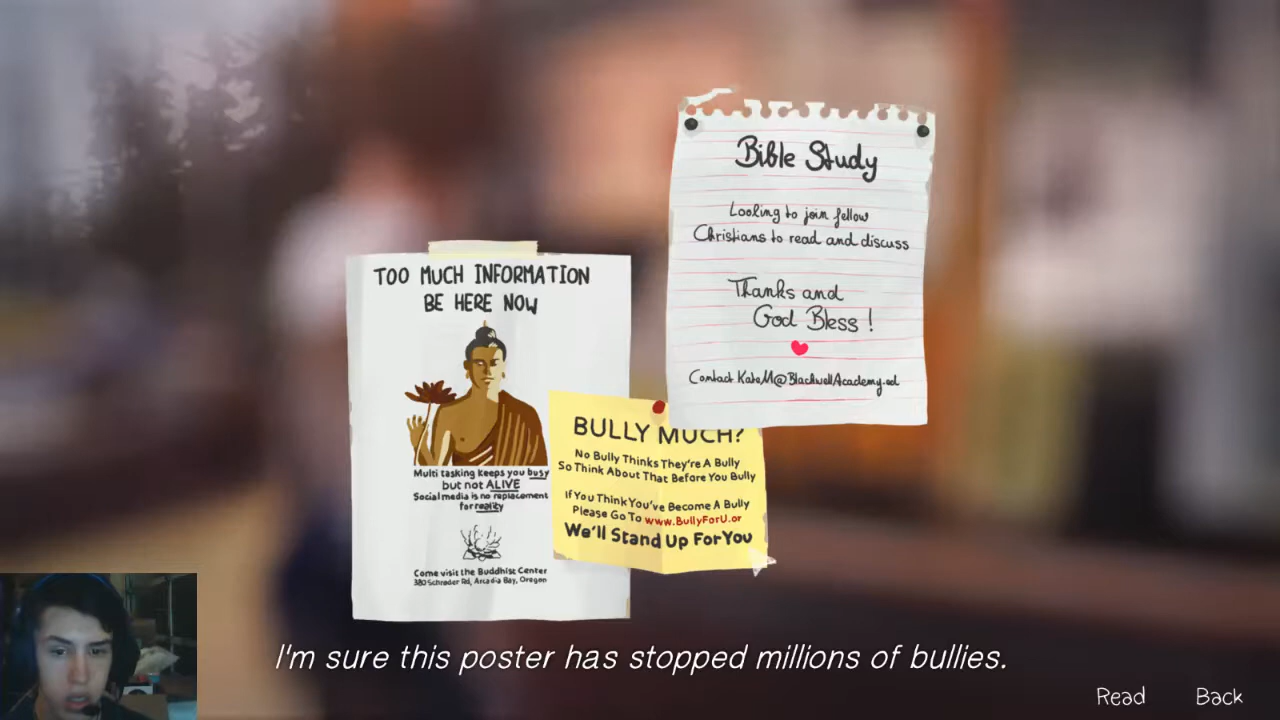 TOO MUCH INFORMATION
BE HERE NOW
Multi tasking keeps you busy
but not ALIVE
Social media is no replacement
for reality
Come visit the Buddhist Center
380 Schrader Rd, Arcadia Bay, Oregon
BULLY MUCH?
No Bully Thinks They're A Bully
So Think About That Before You Bully
If You Think You've Become A Bully
Please Go To www.BullyForU.or
We'll Stand Up For You
Bible Study
Looking to join fellow
Christians to read and discuss
Thanks and
God Bless !
Contact KateM@BlackwellAcademy.ed
I'm sure this poster has stopped millions of bullies.
Read
Back